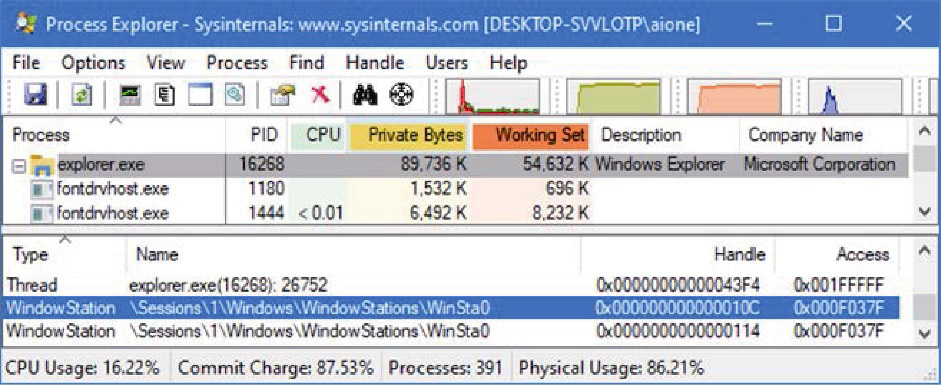 Process Explorer - Sysinternals: www.sysinternals.com [DESKTOP-SVVLOTP\aione]
File Options View Process Find Handle Users Help
Process PID CPU Private Bytes Working Set Description Company Name
explorer.exe 16268 89,736 K 54,632 K Windows Explorer Microsoft Corporation
fontdrvhost.exe 1180 1,532 K 696 K
fontdrvhost.exe 1444 < 0.01 6,492 K 8,232 K
Type Name Handle Access
Thread explorer.exe(16268): 26752 0x00000000000043F4 0x001FFFFF
WindowStation \Sessions\1\Windows\WindowStations\WinSta0 0x000000000000010C 0x000F037F
WindowStation \Sessions\1\Windows\WindowStations\WinSta0 0x0000000000000114 0x000F037F
CPU Usage: 16.22% Commit Charge: 87.53% Processes: 391 Physical Usage: 86.21%